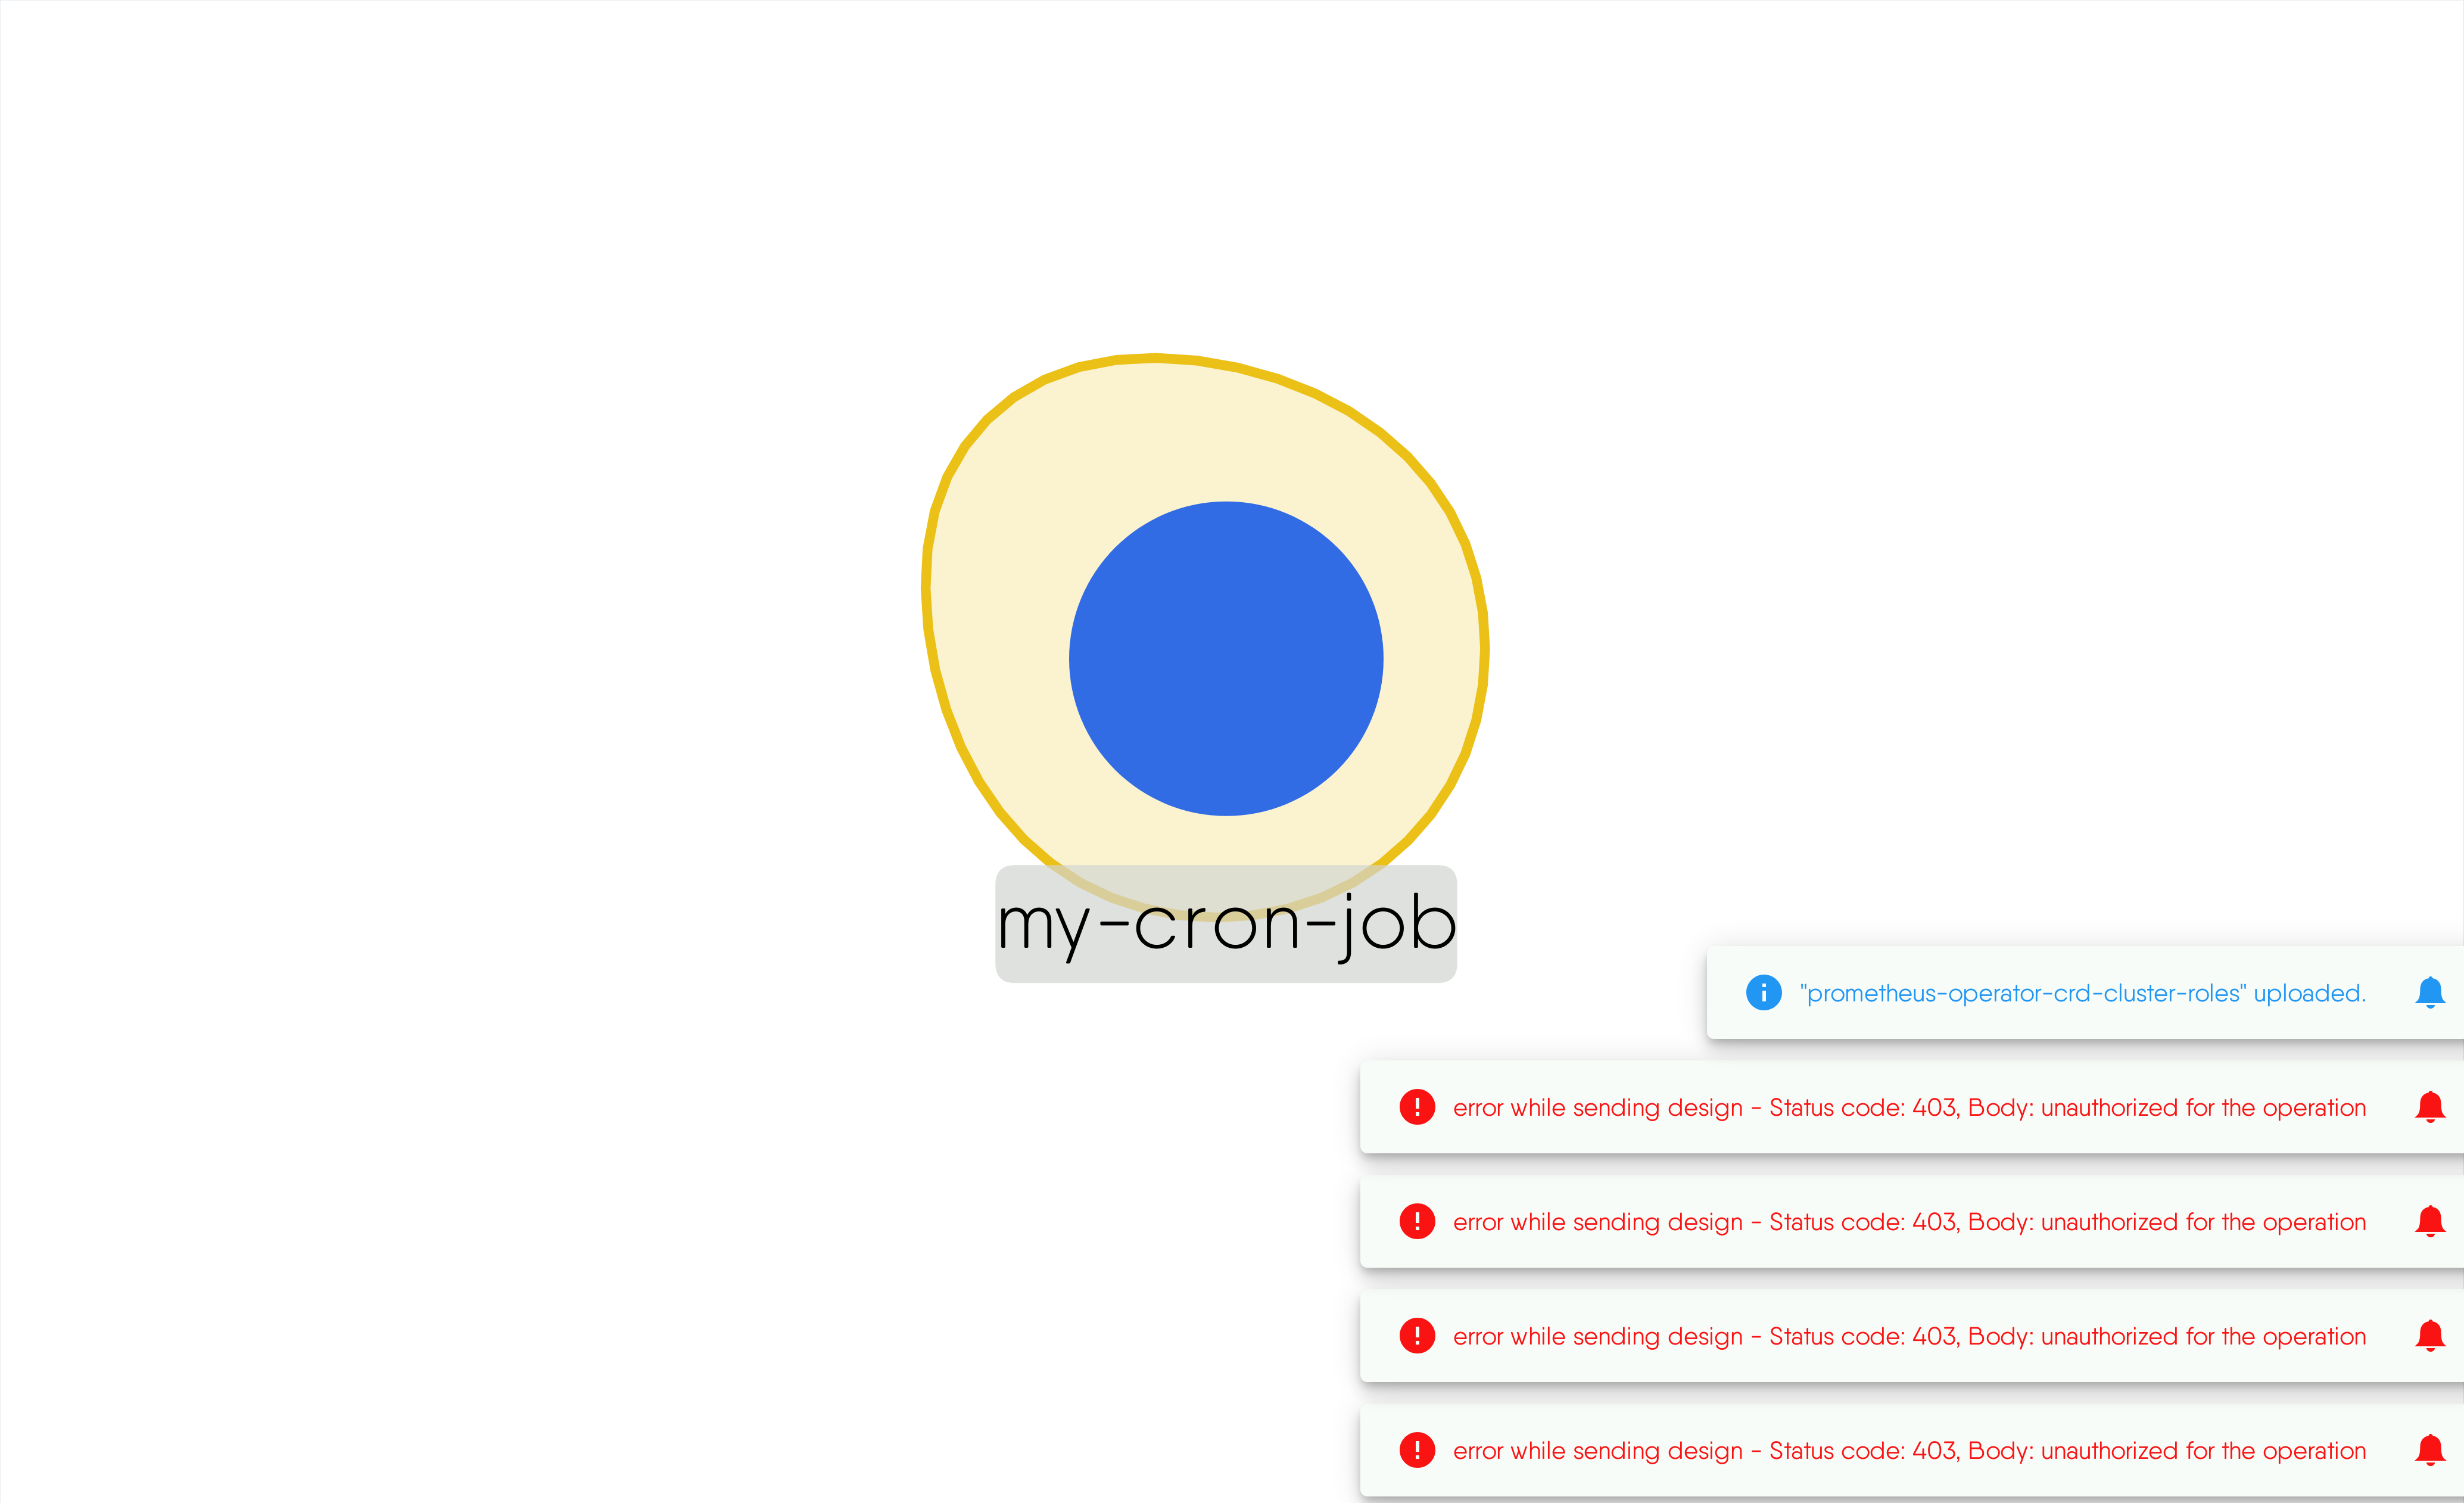 my-cron-job
"prometheus-operator-crd-cluster-roles" uploaded.
error while sending design - Status code: 403, Body: unauthorized for the operation
error while sending design - Status code: 403, Body: unauthorized for the operation
error while sending design - Status code: 403, Body: unauthorized for the operation
error while sending design - Status code: 403, Body: unauthorized for the operation